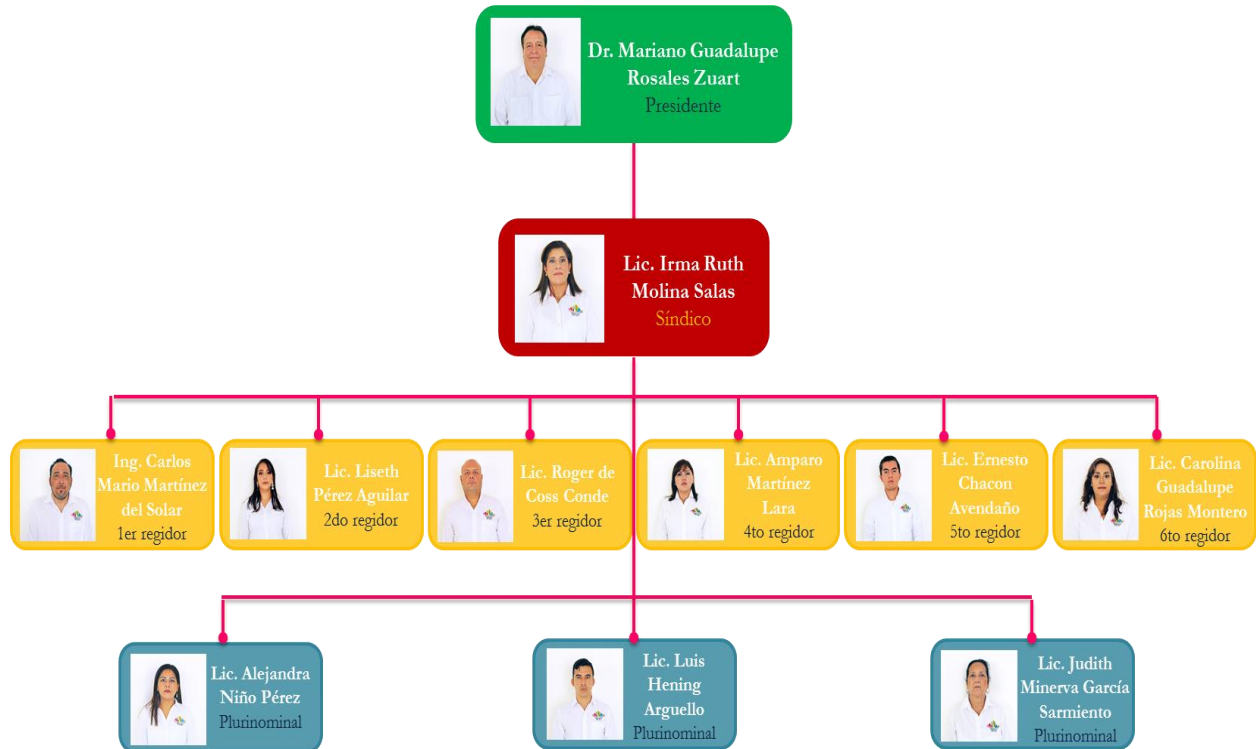 Dr. Mariano Guadalupe
Rosales Zuart
Presidente
Lic. Irma Ruth
Molina Salas
Síndico
Ing. Carlos
Mario Martínez
del Solar
1er regidor
Lic. Liseth
Pérez Aguilar
2do regidor
Lic. Roger de
Coss Conde
3er regidor
Lic. Amparo
Martínez
Lara
4to regidor
Lic. Ernesto
Chacon
Avendaño
5to regidor
Lic. Carolina
Guadalupe
Rojas Montero
6to regidor
Lic. Alejandra
Niño Pérez
Plurinominal
Lic. Luis
Hening
Arguello
Plurinominal
Lic. Judith
Minerva García
Sarmiento
Plurinominal